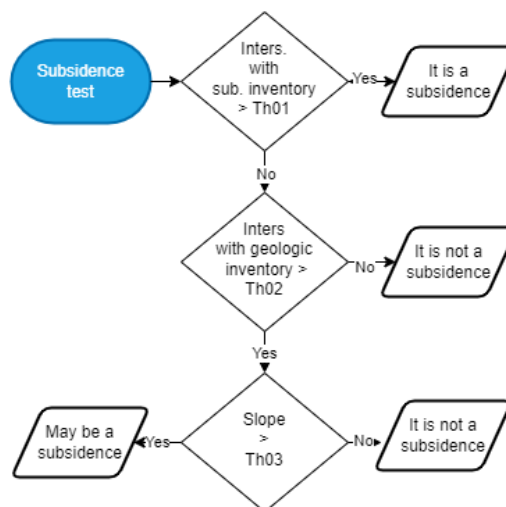 Subsidence
test
Inters.
with
sub. inventory
> Th01
Yes
It is a
subsidence
No
Inters
with geologic
inventory >
Th02
No
It is not a
subsidence
Yes
May be a
subsidence
Yes
Slope
>
Th03
No
It is not a
subsidence